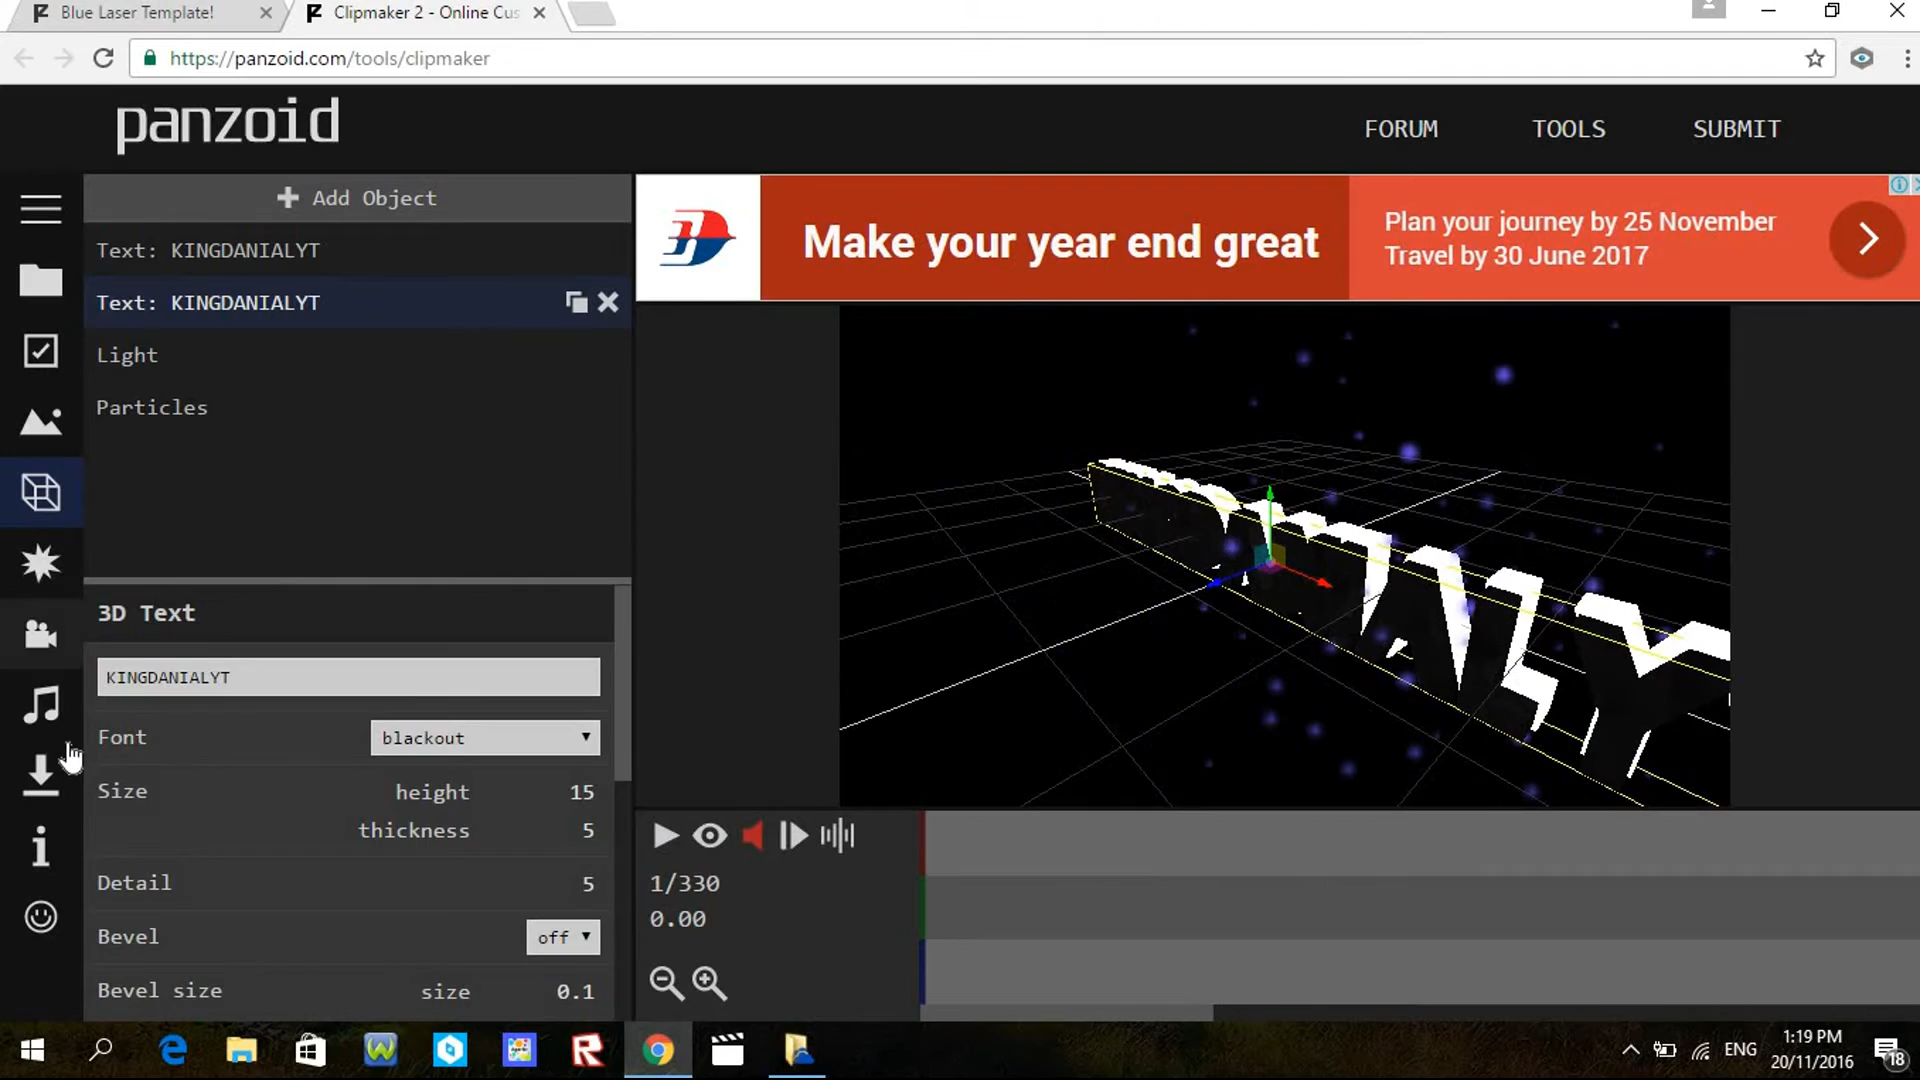 Blue Laser Template!
Clipmaker 2 - Online Cus
https://panzoid.com/tools/clipmaker
panzoid
FORUM
TOOLS
SUBMIT
Add Object
Text: KINGDANIALYT
Text: KINGDANIALYT
Light
Particles
Make your year end great
Plan your journey by 25 November
Travel by 30 June 2017
3D Text
KINGDANIALYT
Font
blackout
Size
height
15
thickness
5
Detail
5
Bevel
off
Bevel size
size
0.1
1/330
0.00
ENG
1:19 PM
20/11/2016
18